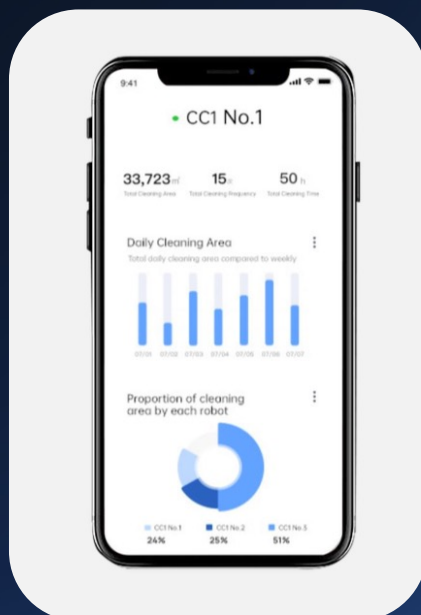 9:41
CC1 No.1
33,723 ㎡ 15 50 h
Total Cleaning Area Total Cleaning Frequency Total Cleaning Time
Daily Cleaning Area
Total daily cleaning area compared to weekly
07/01 07/02 07/03 07/04 07/05 07/06 07/07
Proportion of cleaning
area by each robot
CC1 No.1 CC1 No.2 CC1 No.3
24% 25% 51%